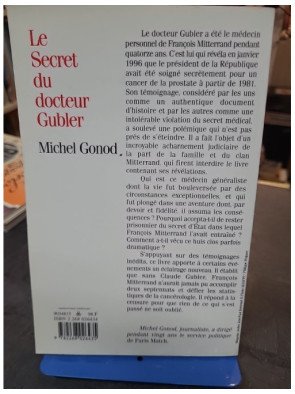 Le
Secret
du
docteur
Gubler
Michel Gonod
Le docteur Gubler a été le médecin
personnel de François Mitterrand pendant
quatorze ans. C'est lui qui révéla en janvier
1996 que le président de la République
avait été soigné secrètement pour un
cancer de la prostate à partir de 1981.
Son témoignage, considéré par les uns
comme un authentique document
d'histoire et par les autres comme une
intolérable violation du secret médical,
a soulevé une polémique qui n'est pas
près de s'éteindre. Il a fait l'objet d'un
incroyable acharnement judiciaire de
la part de la famille et du clan
Mitterrand, qui firent interdire le livre
contenant ses révélations.
Qui est ce médecin généraliste
dont la vie fut bouleversée par des
circonstances exceptionnelles, et qui
fut plongé dans une aventure dont, par
devoir et fidélité, il assuma les consé-
quences ? Pourquoi accepta-t-il de rester
prisonnier du secret d'État dans lequel
François Mitterrand l'avait entraîné ?
Comment a-t-il vécu ce huis clos parfois
dramatique ?
S'appuyant sur des témoignages
inédits, ce livre apporte à certains évé-
nements un éclairage nouveau. Il établit
que sans Claude Gubler, François
Mitterrand n'aurait jamais pu accomplir
deux septennats et défier les statis-
tiques de la cancérologie. Il répond à la
censure pour que rien de ce qui s'est
passé ne soit oublié.
Michel Gonod, journaliste, a dirigé
pendant vingt ans le service politique
de Paris Match.